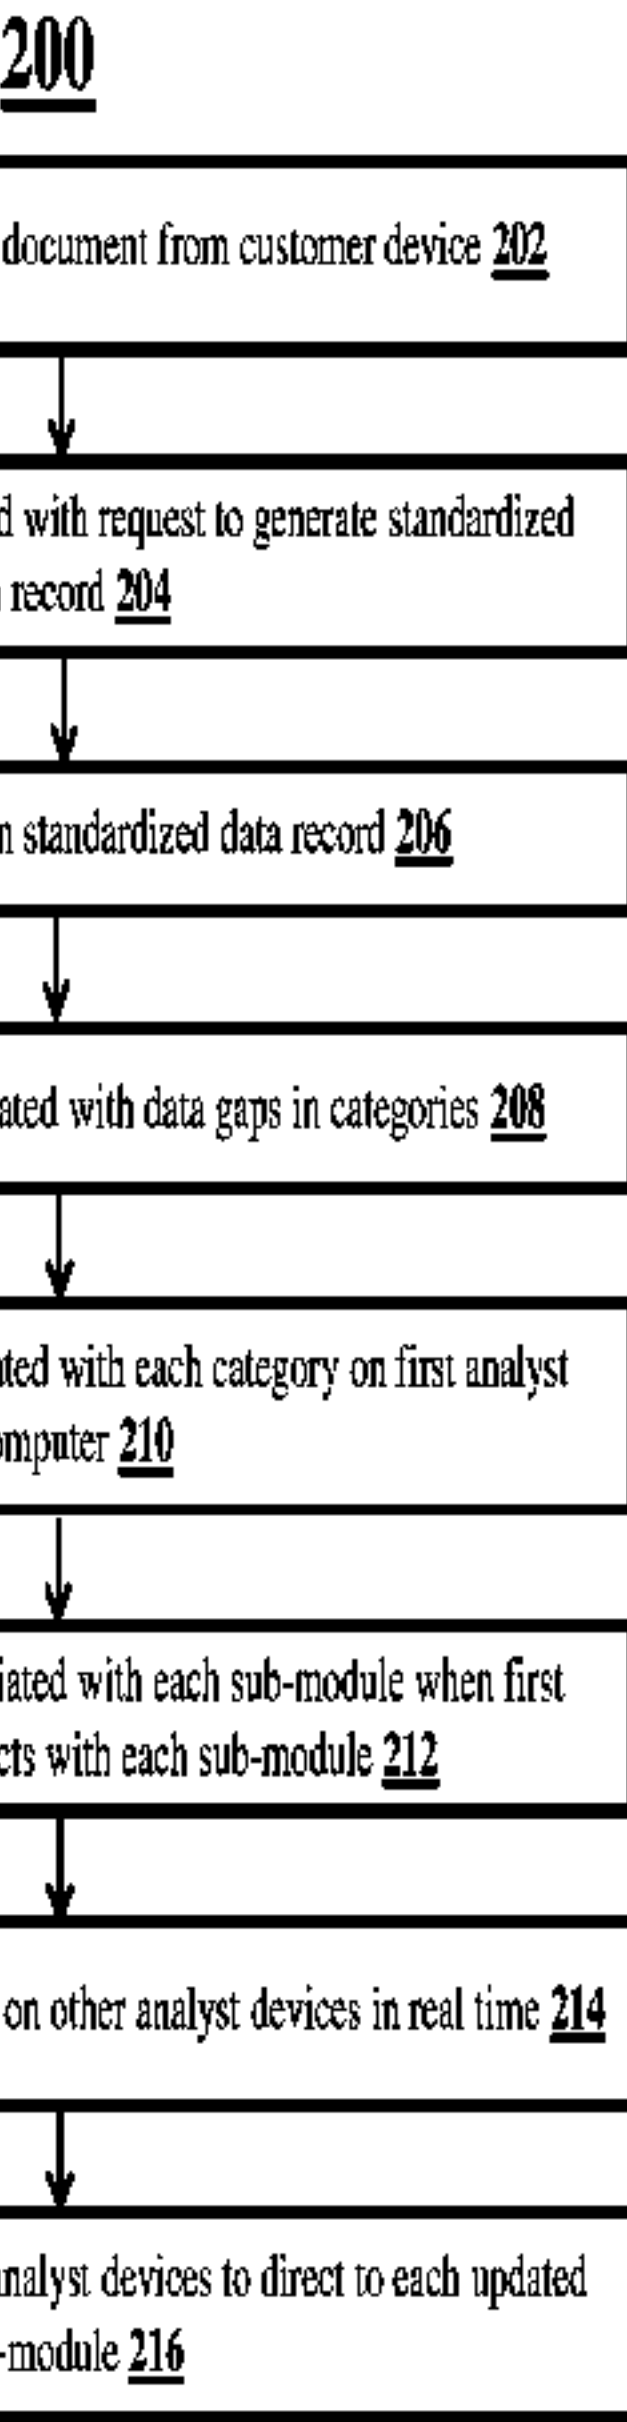 200
document from customer device 202
d with request to generate standardized
record 204
n standardized data record 206
ated with data gaps in categories 208
ated with each category on first analyst
omputer 210
iated with each sub-module when first
cts with each sub-module 212
on other analyst devices in real time 214
analyst devices to direct to each updated
-module 216